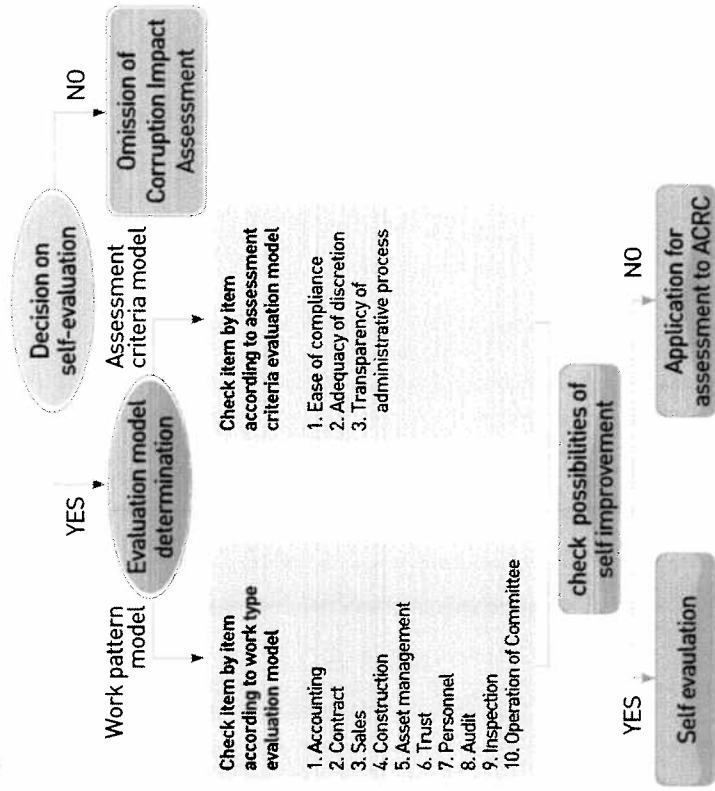 Decision on
self-evaluation
YES
NO
Evaluation model
determination
Omission of
Corruption Impact
Assessment
Work pattern
model
Assessment
criteria model
Check item by item
according to work type
evaluation model
1. Accounting
2. Contract
3. Sales
4. Construction
5. Asset management
6. Trust
7. Personnel
8. Audit
9. Inspection
10. Operation of Committee
Check item by item
according to assessment
criteria evaluation model
1. Ease of compliance
2. Adequacy of discretion
3. Transparency of
administrative process
check possibilities of
self improvement
YES
NO
Self evaulation
Application for
assessment to ACRC